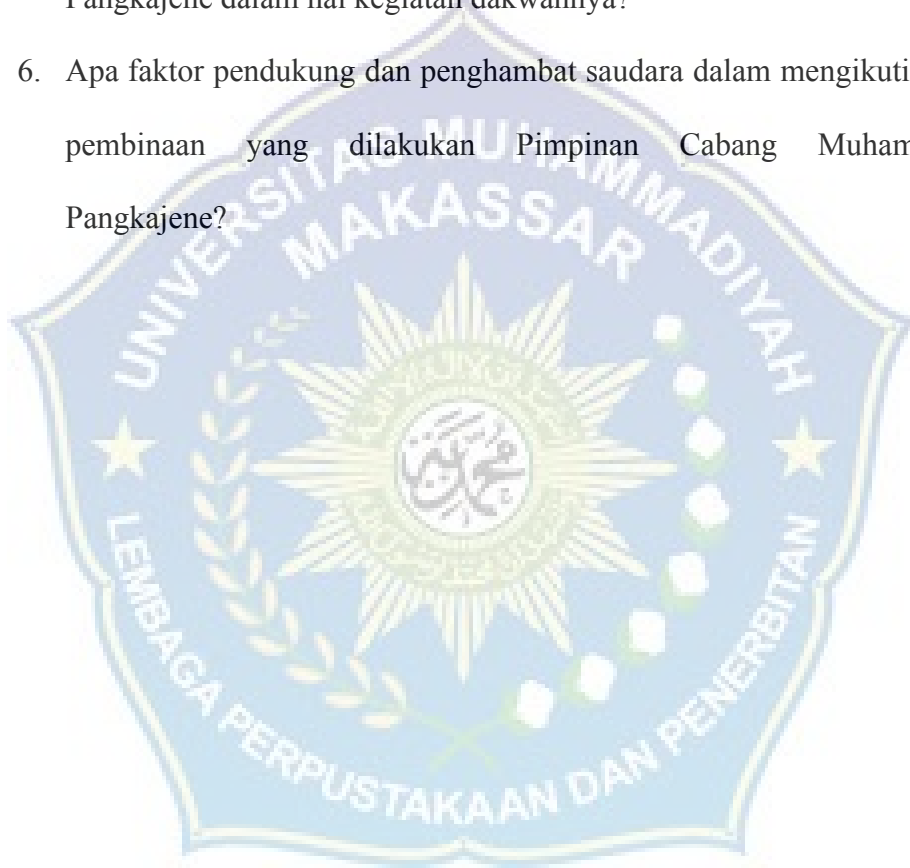 Pangkajene dalam hal kegiatan dakwahnya?
6. Apa faktor pendukung dan penghambat saudara dalam mengikuti
pembinaan yang dilakukan Pimpinan Cabang Muham
Pangkajene?
UNIVERSITAS MUHAMMADIYAH
MAKASSAR
LEMBAGA PERPUSTAKAAN DAN PENERBITAN